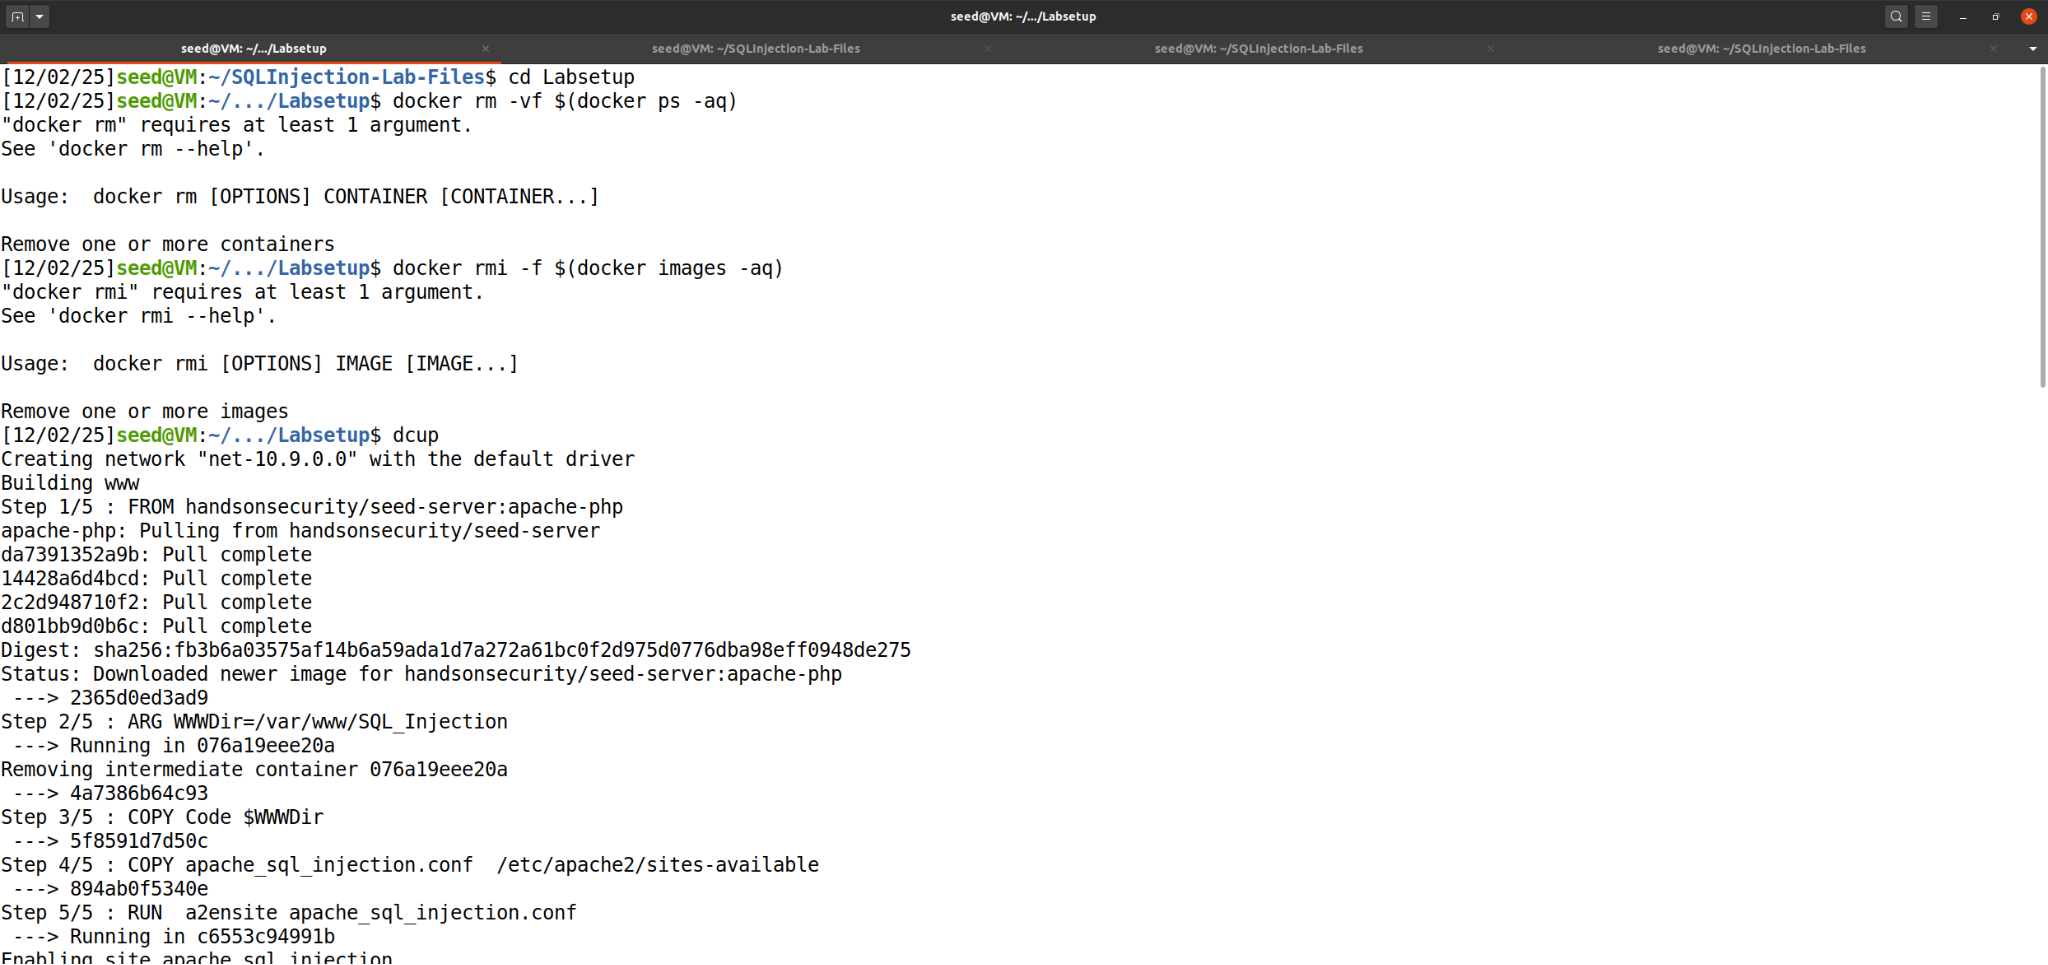 seed@VM: ~/.../Labsetup
seed@VM: ~/.../Labsetup
seed@VM: ~/SQLInjection-Lab-Files
seed@VM: ~/SQLInjection-Lab-Files
seed@VM: ~/SQLInjection-Lab-Files
[12/02/25]seed@VM:~/SQLInjection-Lab-Files$ cd Labsetup
[12/02/25]seed@VM:~/.../Labsetup$ docker rm -vf $(docker ps -aq)
"docker rm" requires at least 1 argument.
See 'docker rm --help'.
Usage:  docker rm [OPTIONS] CONTAINER [CONTAINER...]
Remove one or more containers
[12/02/25]seed@VM:~/.../Labsetup$ docker rmi -f $(docker images -aq)
"docker rmi" requires at least 1 argument.
See 'docker rmi --help'.
Usage:  docker rmi [OPTIONS] IMAGE [IMAGE...]
Remove one or more images
[12/02/25]seed@VM:~/.../Labsetup$ dcup
Creating network "net-10.9.0.0" with the default driver
Building www
Step 1/5 : FROM handsonsecurity/seed-server:apache-php
apache-php: Pulling from handsonsecurity/seed-server
da7391352a9b: Pull complete
14428a6d4bcd: Pull complete
2c2d948710f2: Pull complete
d801bb9d0b6c: Pull complete
Digest: sha256:fb3b6a03575af14b6a59ada1d7a272a61bc0f2d975d0776dba98eff0948de275
Status: Downloaded newer image for handsonsecurity/seed-server:apache-php
 ---> 2365d0ed3ad9
Step 2/5 : ARG WWWDir=/var/www/SQL_Injection
 ---> Running in 076a19eee20a
Removing intermediate container 076a19eee20a
 ---> 4a7386b64c93
Step 3/5 : COPY Code $WWWDir
 ---> 5f8591d7d50c
Step 4/5 : COPY apache_sql_injection.conf  /etc/apache2/sites-available
 ---> 894ab0f5340e
Step 5/5 : RUN  a2ensite apache_sql_injection.conf
 ---> Running in c6553c94991b
Enabling site apache_sql_injection